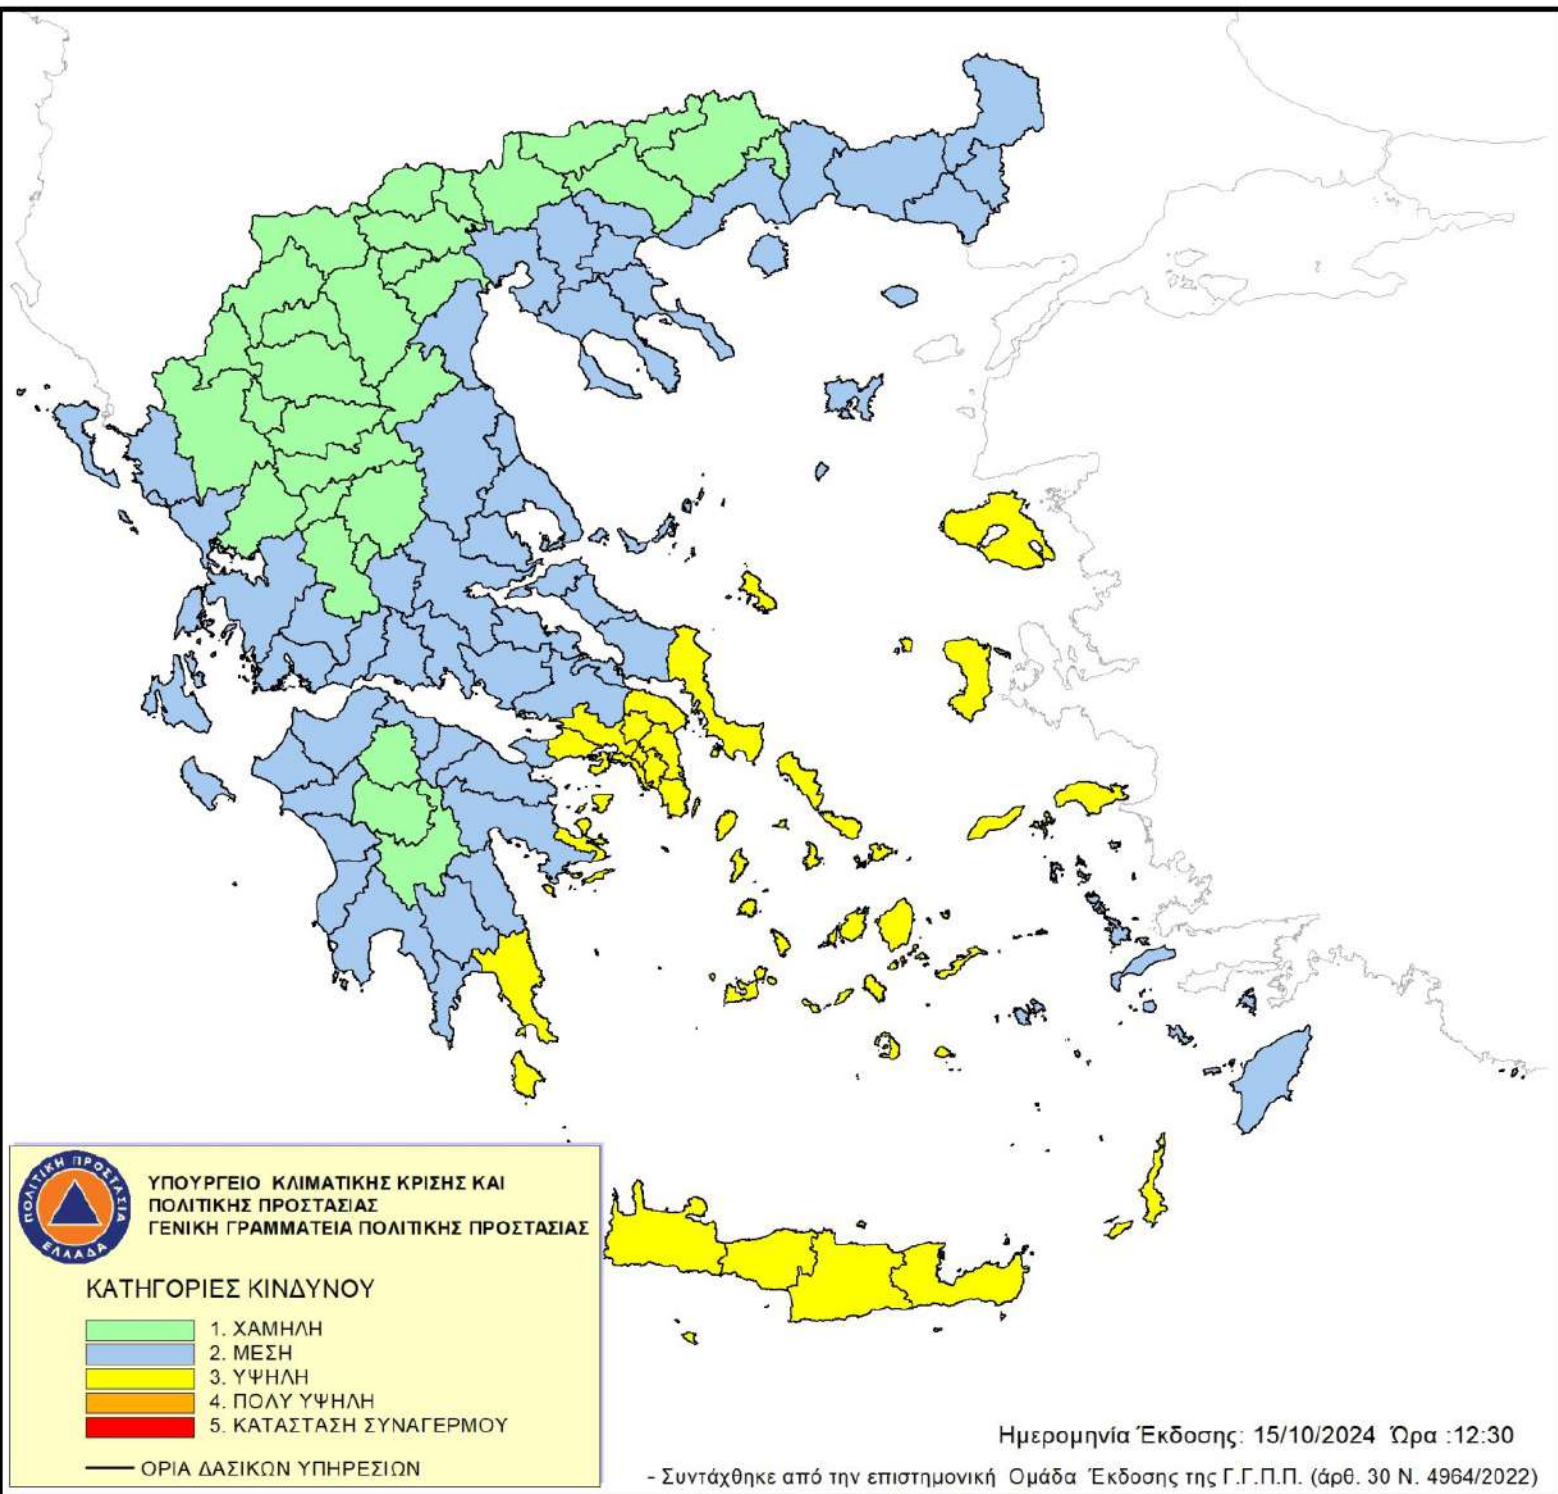 ΠΟΛΙΤΙΚΗ ΠΡΟΣΤΑΣΙΑ
ΕΛΛΑΔΑ
ΥΠΟΥΡΓΕΙΟ ΚΛΙΜΑΤΙΚΗΣ ΚΡΙΣΗΣ ΚΑΙ
ΠΟΛΙΤΙΚΗΣ ΠΡΟΣΤΑΣΙΑΣ
ΓΕΝΙΚΗ ΓΡΑΜΜΑΤΕΙΑ ΠΟΛΙΤΙΚΗΣ ΠΡΟΣΤΑΣΙΑΣ
ΚΑΤΗΓΟΡΙΕΣ ΚΙΝΔΥΝΟΥ
1. ΧΑΜΗΛΗ
2. ΜΕΣΗ
3. ΥΨΗΛΗ
4. ΠΟΛΥ ΥΨΗΛΗ
5. ΚΑΤΑΣΤΑΣΗ ΣΥΝΑΓΕΡΜΟΥ
ΟΡΙΑ ΔΑΣΙΚΩΝ ΥΠΗΡΕΣΙΩΝ
Ημερομηνία Έκδοσης: 15/10/2024 Ώρα :12:30
- Συντάχθηκε από την επιστημονική Ομάδα Έκδοσης της Γ.Γ.Π.Π. (άρθ. 30 Ν. 4964/2022)